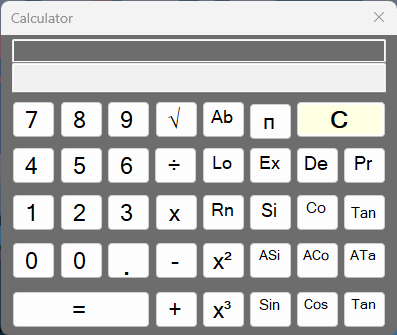 Calculator
7 8 9 √ Ab п C
4 5 6 ÷ Lo Ex De Pr
1 2 3 x Rn Si Co Tan
0 0 . - x² ASi ACo ATa
= + x³ Sin Cos Tan